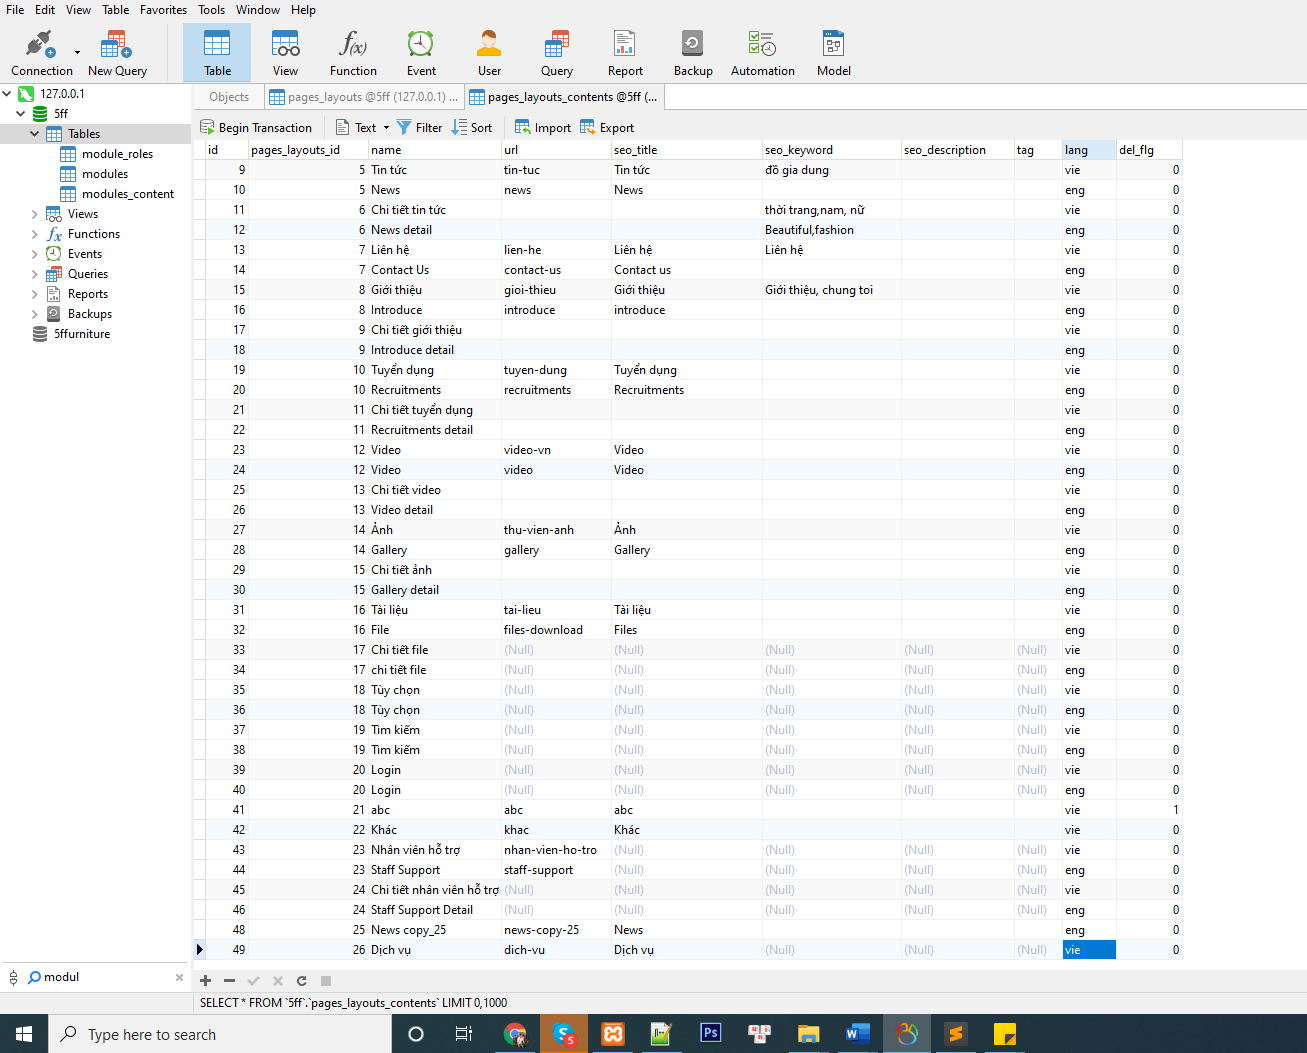 File Edit View Table Favorites Tools Window Help
Connection New Query Table View Function Event User Query Report Backup Automation Model
127.0.0.1
5ff
Tables
module_roles
modules
modules_content
Views
Functions
Events
Queries
Reports
Backups
5ffurniture
modul
Objects pages_layouts @5ff (127.0.0.1) ... pages_layouts_contents @5ff (...
Begin Transaction Text Filter Sort Import Export
id pages_layouts_id name url seo_title seo_keyword seo_description tag lang del_flg
9 5 Tin tức tin-tuc Tin tức đồ gia dung vie 0
10 5 News news News eng 0
11 6 Chi tiết tin tức thời trang,nam, nữ vie 0
12 6 News detail Beautiful,fashion eng 0
13 7 Liên hệ lien-he Liên hệ Liên hệ vie 0
14 7 Contact Us contact-us Contact us eng 0
15 8 Giới thiệu gioi-thieu Giới thiệu Giới thiệu, chung toi vie 0
16 8 Introduce introduce introduce eng 0
17 9 Chi tiết giới thiệu vie 0
18 9 Introduce detail eng 0
19 10 Tuyển dụng tuyen-dung Tuyển dụng vie 0
20 10 Recruitments recruitments Recruitments eng 0
21 11 Chi tiết tuyển dụng vie 0
22 11 Recruitments detail eng 0
23 12 Video video-vn Video vie 0
24 12 Video video Video eng 0
25 13 Chi tiết video vie 0
26 13 Video detail eng 0
27 14 Ảnh thu-vien-anh Ảnh vie 0
28 14 Gallery gallery Gallery eng 0
29 15 Chi tiết ảnh vie 0
30 15 Gallery detail eng 0
31 16 Tài liệu tai-lieu Tài liệu vie 0
32 16 File files-download Files eng 0
33 17 Chi tiết file (Null) (Null) (Null) (Null) (Null) vie 0
34 17 chi tiết file (Null) (Null) (Null) (Null) (Null) eng 0
35 18 Tùy chọn (Null) (Null) (Null) (Null) (Null) vie 0
36 18 Tùy chọn (Null) (Null) (Null) (Null) (Null) eng 0
37 19 Tìm kiếm (Null) (Null) (Null) (Null) (Null) vie 0
38 19 Tìm kiếm (Null) (Null) (Null) (Null) (Null) eng 0
39 20 Login (Null) (Null) (Null) (Null) (Null) vie 0
40 20 Login (Null) (Null) (Null) (Null) (Null) eng 0
41 21 abc abc abc vie 1
42 22 Khác khac Khác vie 0
43 23 Nhân viên hỗ trợ nhan-vien-ho-tro (Null) (Null) (Null) (Null) vie 0
44 23 Staff Support staff-support (Null) (Null) (Null) (Null) eng 0
45 24 Chi tiết nhân viên hỗ trợ (Null) (Null) (Null) (Null) (Null) vie 0
46 24 Staff Support Detail (Null) (Null) (Null) (Null) (Null) eng 0
48 25 News copy_25 news-copy-25 News eng 0
49 26 Dịch vụ dich-vu Dịch vụ (Null) (Null) (Null) vie 0
SELECT * FROM `5ff`.`pages_layouts_contents` LIMIT 0,1000
Type here to search
S 5
Ps
W